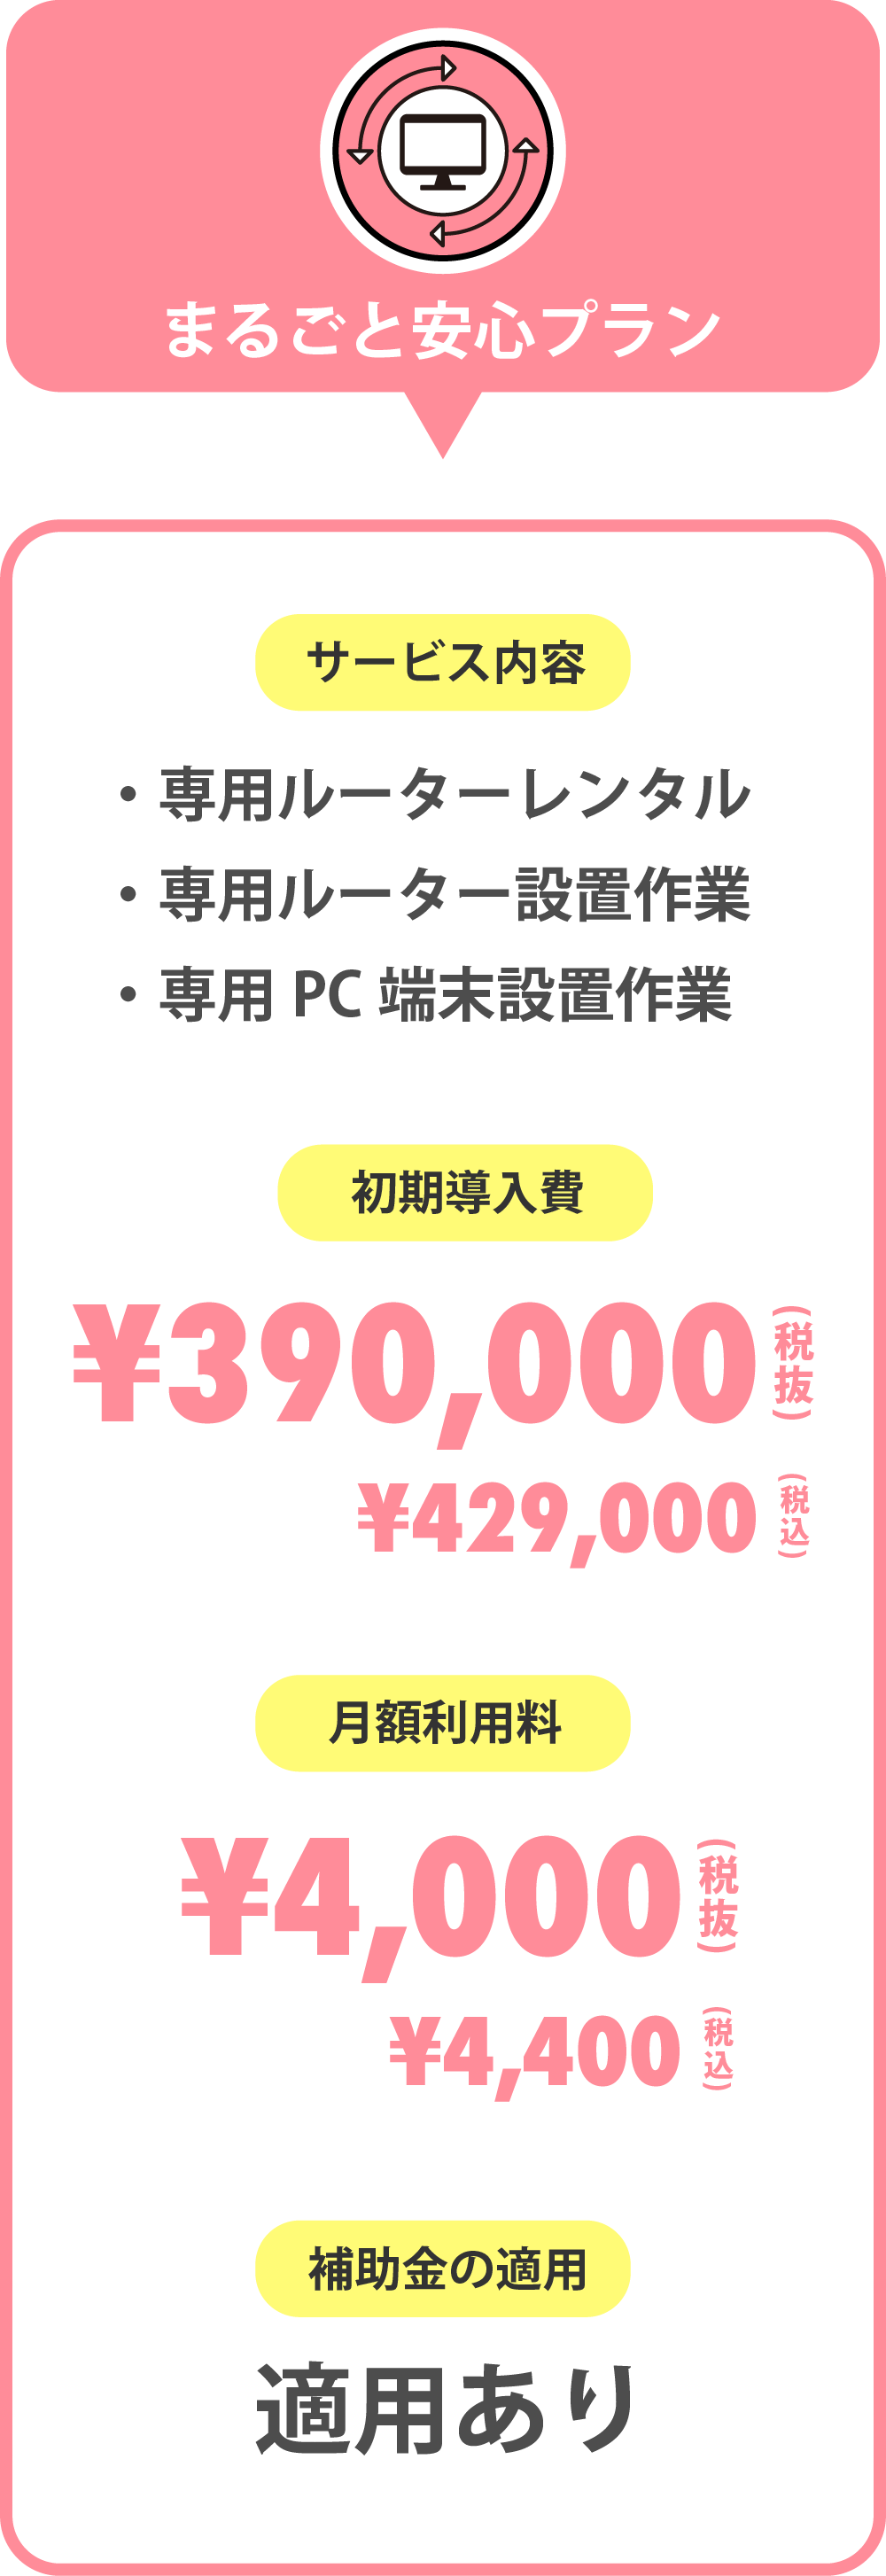 まるごと安心プラン
サービス内容
・専用ルーターレンタル
・専用ルーター設置作業
・専用 PC 端末設置作業
初期導入費
¥390,000(税抜)
¥429,000(税込)
月額利用料
¥4,000(税抜)
¥4,400(税込)
補助金の適用
適用あり